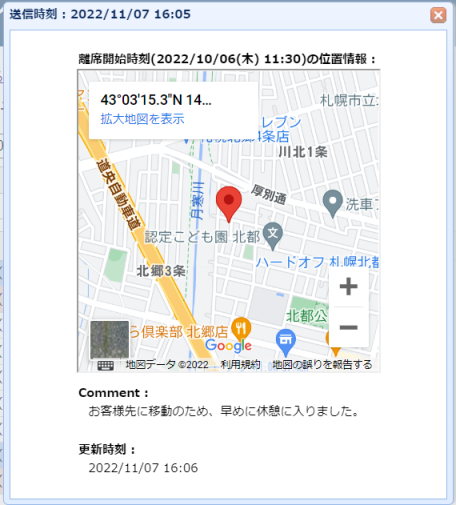 送信時刻：2022/11/07 16:05
離席開始時刻(2022/10/06(木) 11:30)の位置情報：
43°03'15.3"N 14...
拡大地図を表示
札幌市立
レブン
4条店
川北1条
道央自動車道
月寒川
厚別通
洗車
認定こども園 北都
ハードオフ 札幌北都
北郷3条
北都公
ら倶楽部 北郷店
Google
地図データ ©2022 利用規約 地図の誤りを報告する
Comment：
お客様先に移動のため、早めに休憩に入りました。
更新時刻：
2022/11/07 16:06